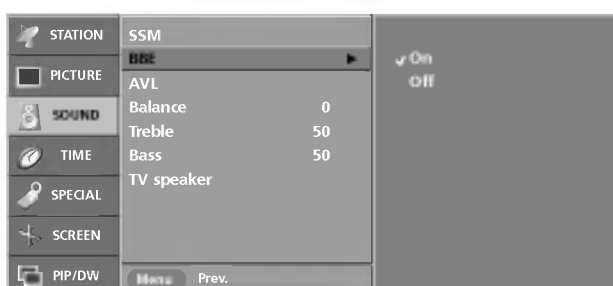 STATION
PICTURE
SOUND
TIME
SPECIAL
SCREEN
PIP/DW
SSM
BBE
AVL
Balance 0
Treble 50
Bass 50
TV speaker
Menu Prev.
On
Off